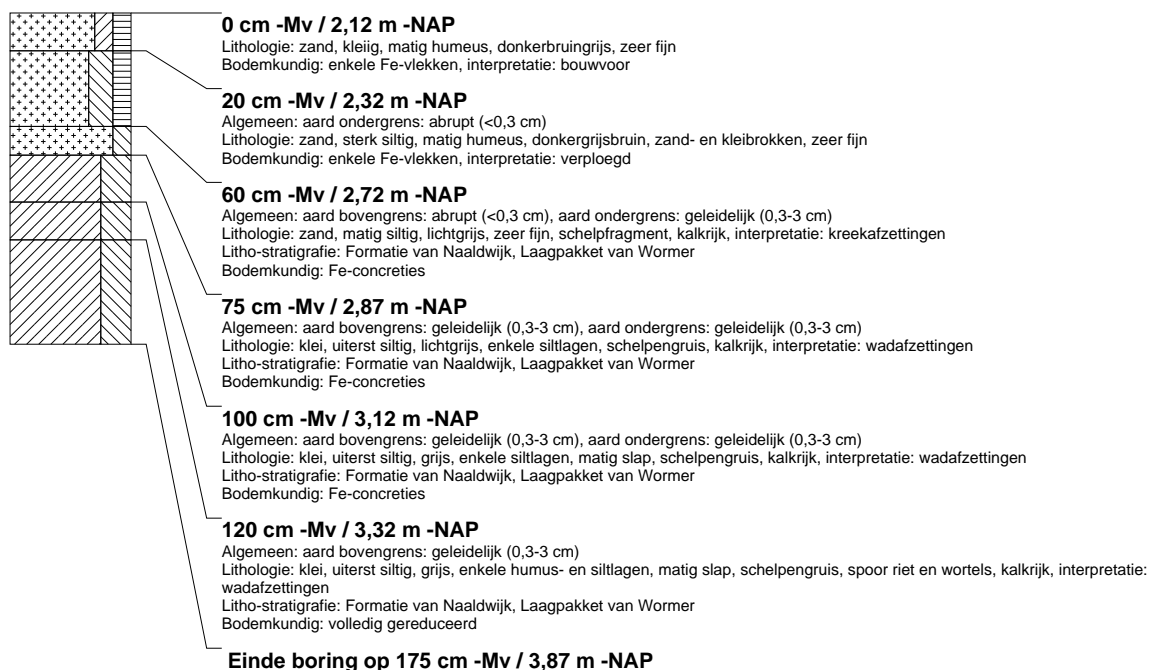 0 cm -Mv / 2,12 m -NAP
Lithologie: zand, kleiig, matig humeus, donkerbruingrijs, zeer fijn
Bodemkundig: enkele Fe-vlekken, interpretatie: bouwvoor
20 cm -Mv / 2,32 m -NAP
Algemeen: aard ondergrens: abrupt (<0,3 cm)
Lithologie: zand, sterk siltig, matig humeus, donkergrijsbruin, zand- en kleibrokken, zeer fijn
Bodemkundig: enkele Fe-vlekken, interpretatie: verploegd
60 cm -Mv / 2,72 m -NAP
Algemeen: aard bovengrens: abrupt (<0,3 cm), aard ondergrens: geleidelijk (0,3-3 cm)
Lithologie: zand, matig siltig, lichtgrijs, zeer fijn, schelpfragment, kalkrijk, interpretatie: kreekafzettingen
Litho-stratigrafie: Formatie van Naaldwijk, Laagpakket van Wormer
Bodemkundig: Fe-concreties
75 cm -Mv / 2,87 m -NAP
Algemeen: aard bovengrens: geleidelijk (0,3-3 cm), aard ondergrens: geleidelijk (0,3-3 cm)
Lithologie: klei, uiterst siltig, lichtgrijs, enkele siltlagen, schelpengruis, kalkrijk, interpretatie: wadafzettingen
Litho-stratigrafie: Formatie van Naaldwijk, Laagpakket van Wormer
Bodemkundig: Fe-concreties
100 cm -Mv / 3,12 m -NAP
Algemeen: aard bovengrens: geleidelijk (0,3-3 cm), aard ondergrens: geleidelijk (0,3-3 cm)
Lithologie: klei, uiterst siltig, grijs, enkele siltlagen, matig slap, schelpengruis, kalkrijk, interpretatie: wadafzettingen
Litho-stratigrafie: Formatie van Naaldwijk, Laagpakket van Wormer
Bodemkundig: Fe-concreties
120 cm -Mv / 3,32 m -NAP
Algemeen: aard bovengrens: geleidelijk (0,3-3 cm)
Lithologie: klei, uiterst siltig, grijs, enkele humus- en siltlagen, matig slap, schelpengruis, spoor riet en wortels, kalkrijk, interpretatie:
wadafzettingen
Litho-stratigrafie: Formatie van Naaldwijk, Laagpakket van Wormer
Bodemkundig: volledig gereduceerd
Einde boring op 175 cm -Mv / 3,87 m -NAP